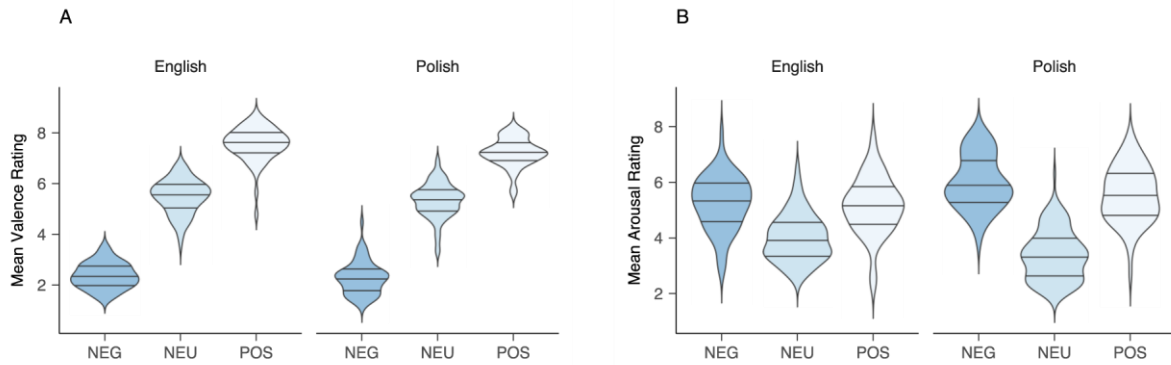 A
English
Polish
Mean Valence Rating
8
6
4
2
NEG
NEU
POS
NEG
NEU
POS
B
English
Polish
Mean Arousal Rating
8
6
4
2
NEG
NEU
POS
NEG
NEU
POS